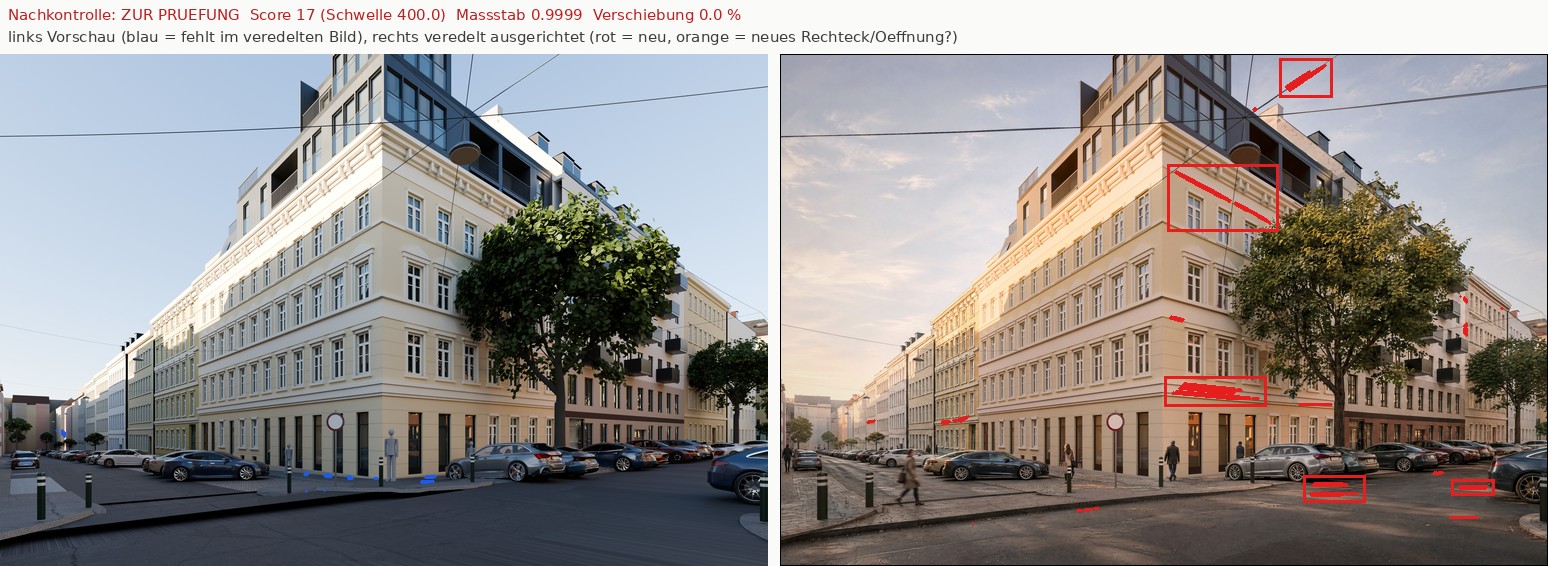 Nachkontrolle: ZUR PRUEFUNG  Score 17 (Schwelle 400.0)  Massstab 0.9999  Verschiebung 0.0 %
links Vorschau (blau = fehlt im veredelten Bild), rechts veredelt ausgerichtet (rot = neu, orange = neues Rechteck/Oeffnung?)